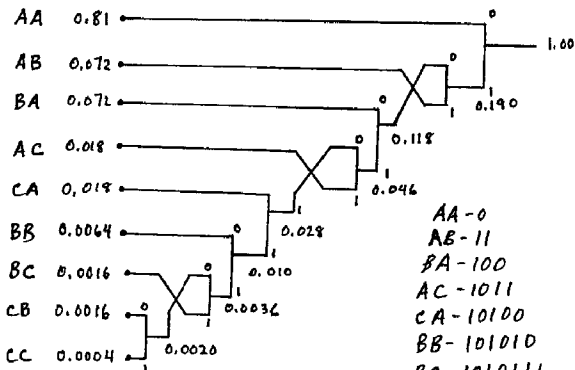 AA 0.81
0
1.00
AB 0.072
0
1
1
0.190
BA 0.072
0
0.118
AC 0.018
0
1
1
0.046
CA 0.018
0
1
0.028
BB 0.0064
0
1
0.010
BC 0.0016
0
1
1
0.0036
CB 0.0016
0
0.0020
CC 0.0004
1
AA-0
AB-11
BA-100
AC-1011
CA-10100
BB-101010